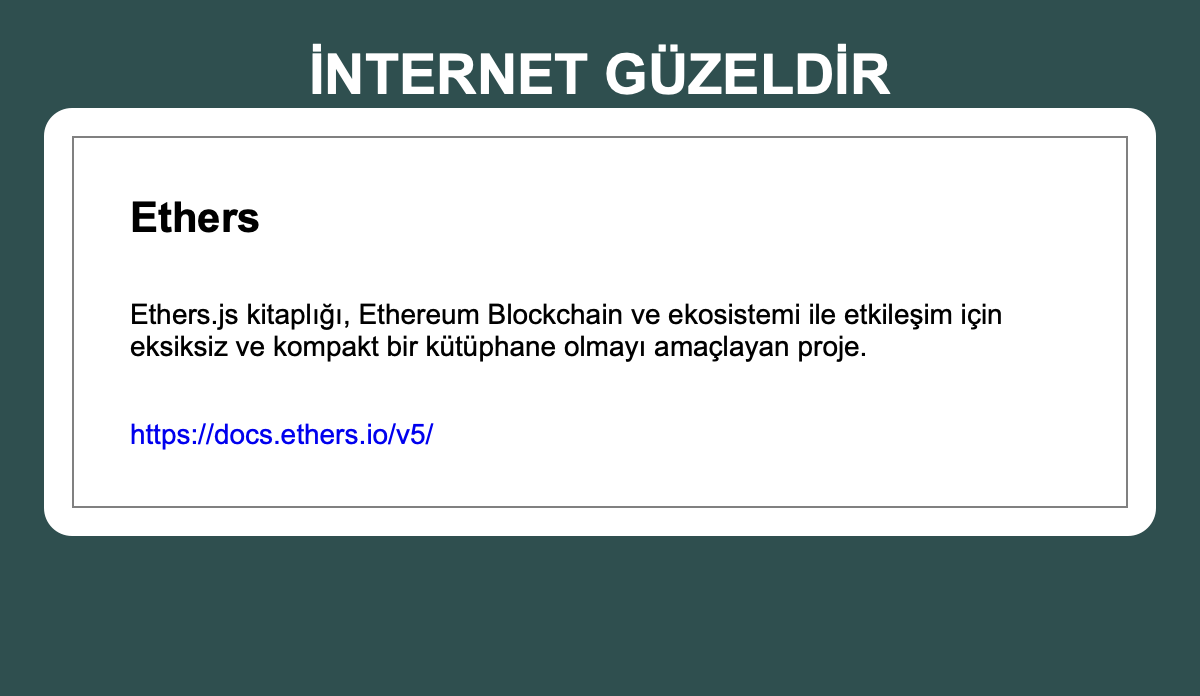 İNTERNET GÜZELDİR
Ethers
Ethers.js kitaplığı, Ethereum Blockchain ve ekosistemi ile etkileşim için
eksiksiz ve kompakt bir kütüphane olmayı amaçlayan proje.
https://docs.ethers.io/v5/